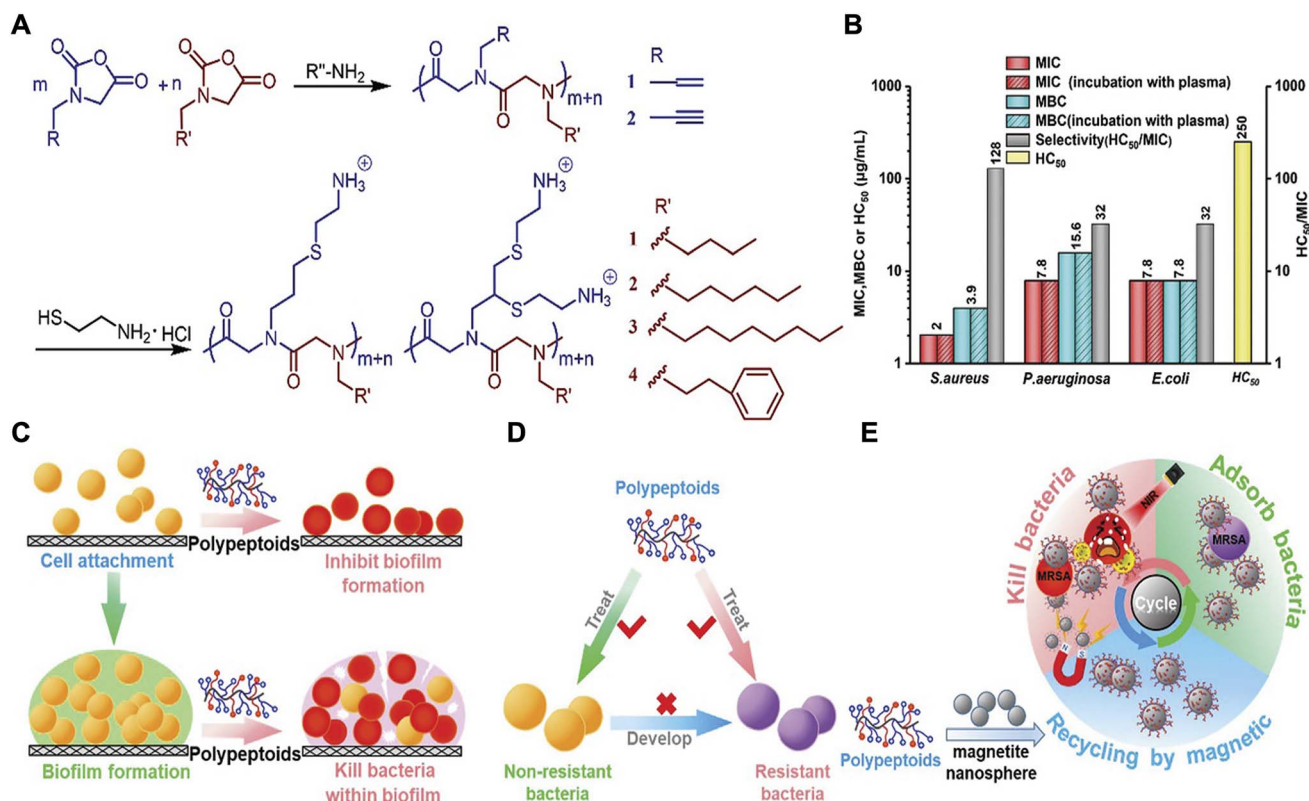 A
m
+n
O
O
O
N
R
O
O
O
N
R'
R"-NH2
O
R
N
O
N
m+n
R'
R
1
2
HS
NH2· HCl
NH3⊕
S
O
N
O
N
m+n
R'
NH3⊕
S
NH3⊕
S
O
N
O
N
m+n
R'
R'
1
2
3
4
B
MIC
MIC (incubation with plasma)
MBC
MBC(incubation with plasma)
Selectivity(HC50/MIC)
HC50
MIC,MBC or HC50 (μg/mL)
1000
100
10
1
2
3.9
128
7.8
15.6
32
7.8
7.8
32
250
S.aureus
P.aeruginosa
E.coli
HC50
1000
100
10
1
HC50/MIC
C
Cell attachment
Polypeptoids
Inhibit biofilm
formation
Biofilm formation
Polypeptoids
Kill bacteria
within biofilm
D
Polypeptoids
Treat
Treat
Develop
Non-resistant
bacteria
Resistant
bacteria
Polypeptoids
magnetite
nanosphere
E
Kill bacteria
Adsorb bacteria
Recycling by magnetic
NIR
MRSA
MRSA
Cycle
N
S